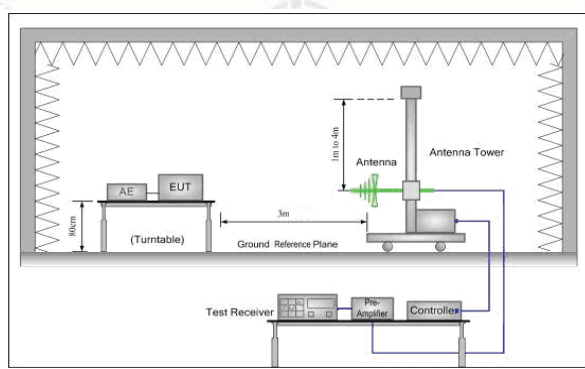 1m to 4m
Antenna
Antenna Tower
AE
EUT
80cm
(Turntable)
3m
Ground Reference Plane
Test Receiver
Pre-
Amplifier
Controller